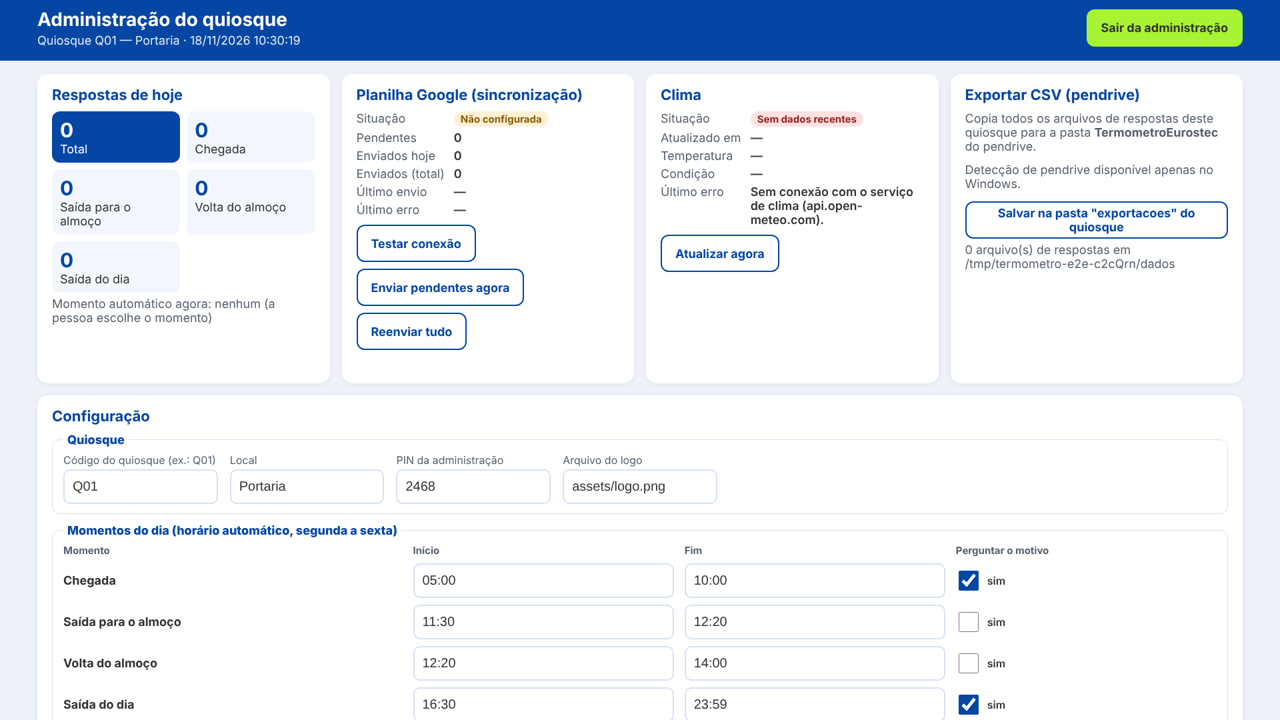 Administração do quiosque
Quiosque Q01 — Portaria · 18/11/2026 10:30:19
Sair da administração
Respostas de hoje
0
Total
0
Chegada
0
Saída para o
almoço
0
Volta do almoço
0
Saída do dia
Momento automático agora: nenhum (a
pessoa escolhe o momento)
Planilha Google (sincronização)
Situação Não configurada
Pendentes 0
Enviados hoje 0
Enviados (total) 0
Último envio —
Último erro —
Testar conexão
Enviar pendentes agora
Reenviar tudo
Clima
Situação Sem dados recentes
Atualizado em —
Temperatura —
Condição —
Último erro Sem conexão com o serviço
de clima (api.open-
meteo.com).
Atualizar agora
Exportar CSV (pendrive)
Copia todos os arquivos de respostas deste
quiosque para a pasta TermometroEurostec
do pendrive.
Detecção de pendrive disponível apenas no
Windows.
Salvar na pasta "exportacoes" do
quiosque
0 arquivo(s) de respostas em
/tmp/termometro-e2e-c2cQrn/dados
Configuração
Quiosque
Código do quiosque (ex.: Q01) Local PIN da administração Arquivo do logo
Q01 Portaria 2468 assets/logo.png
Momentos do dia (horário automático, segunda a sexta)
Momento Início Fim Perguntar o motivo
Chegada 05:00 10:00 sim
Saída para o almoço 11:30 12:20 sim
Volta do almoço 12:20 14:00 sim
Saída do dia 16:30 23:59 sim